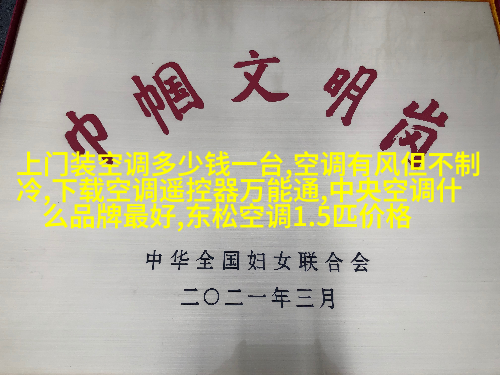 巾帼文明岗
上门装空调多少钱一台,空调有风但不制
冷,下载空调遥控器万能通,中央空调什
么品牌最好,东松空调1.5匹价格
中华全国妇女联合会
二〇二一年三月